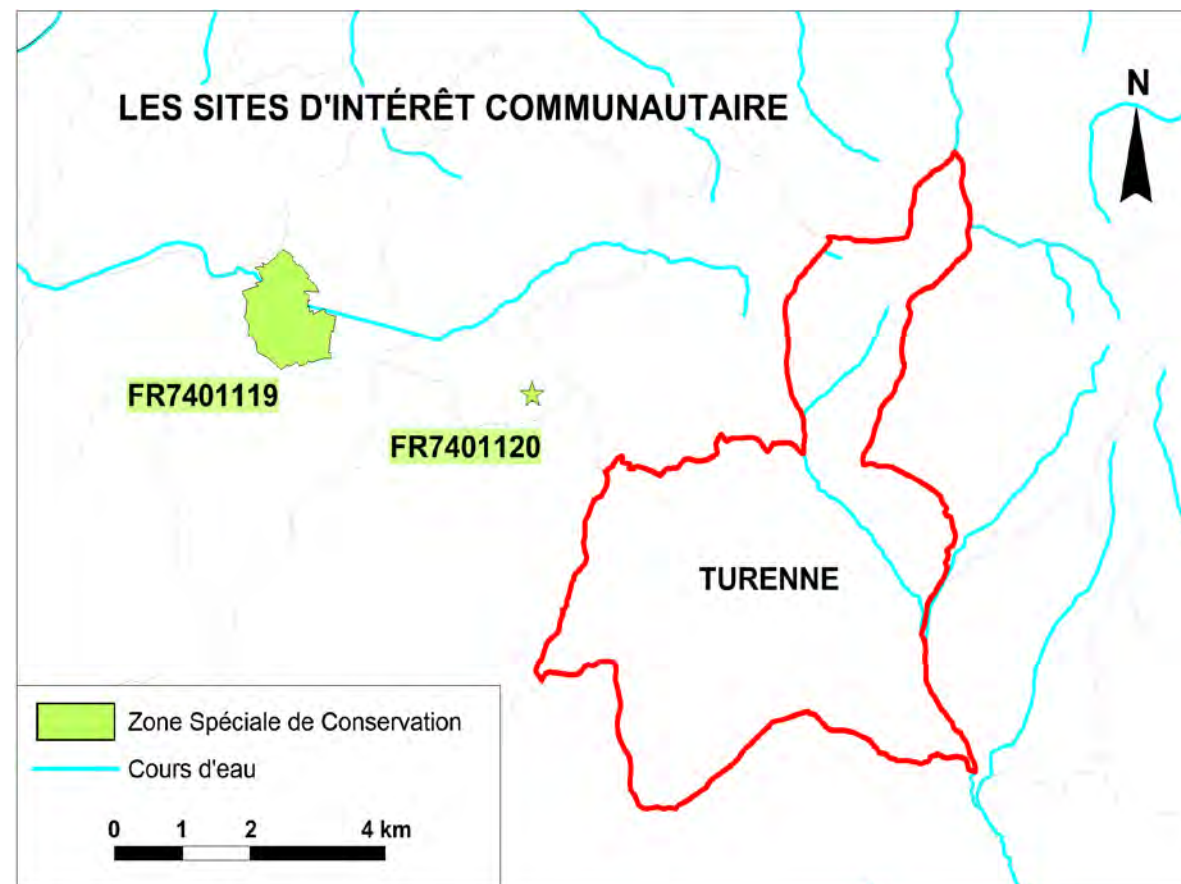 LES SITES D'INTÉRÊT COMMUNAUTAIRE
N
FR7401119
FR7401120
TURENNE
Zone Spéciale de Conservation
Cours d'eau
0 1 2 4 km